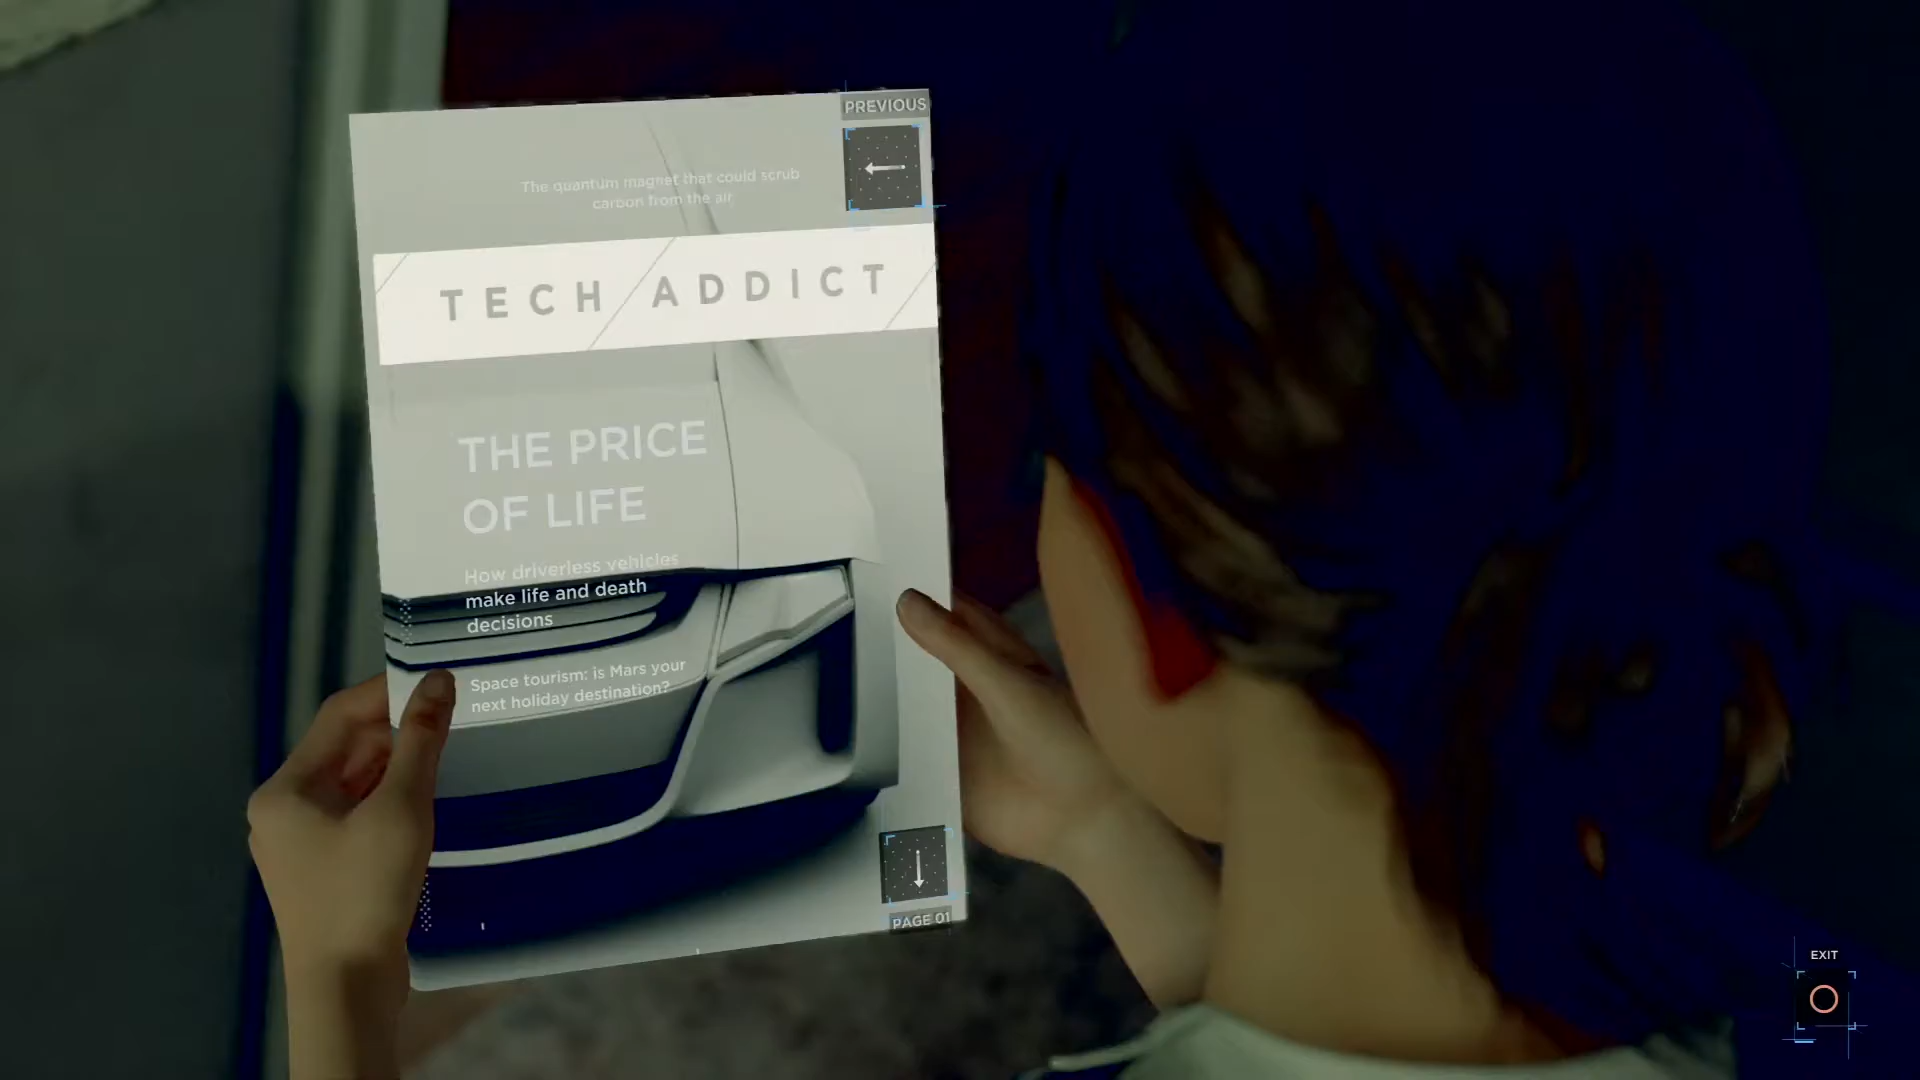 PREVIOUS
The quantum magnet that could scrub
carbon from the air
TECH ADDICT
THE PRICE
OF LIFE
How driverless vehicles
make life and death
decisions
Space tourism: is Mars your
next holiday destination?
PAGE 01
EXIT